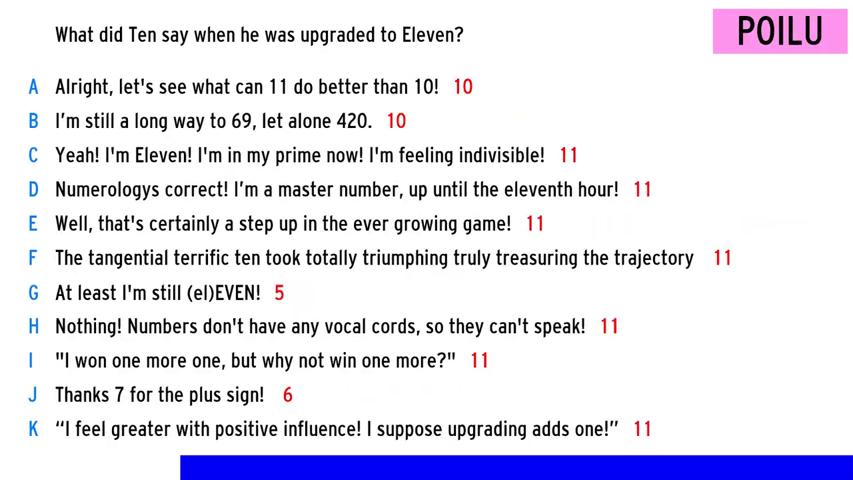 What did Ten say when he was upgraded to Eleven?
POILU
A Alright, let's see what can 11 do better than 10! 10
B I’m still a long way to 69, let alone 420. 10
C Yeah! I'm Eleven! I'm in my prime now! I'm feeling indivisible! 11
D Numerologys correct! I’m a master number, up until the eleventh hour! 11
E Well, that's certainly a step up in the ever growing game! 11
F The tangential terrific ten took totally triumphing truly treasuring the trajectory 11
G At least I'm still (el)EVEN! 5
H Nothing! Numbers don't have any vocal cords, so they can't speak! 11
I "I won one more one, but why not win one more?" 11
J Thanks 7 for the plus sign! 6
K “I feel greater with positive influence! I suppose upgrading adds one!” 11